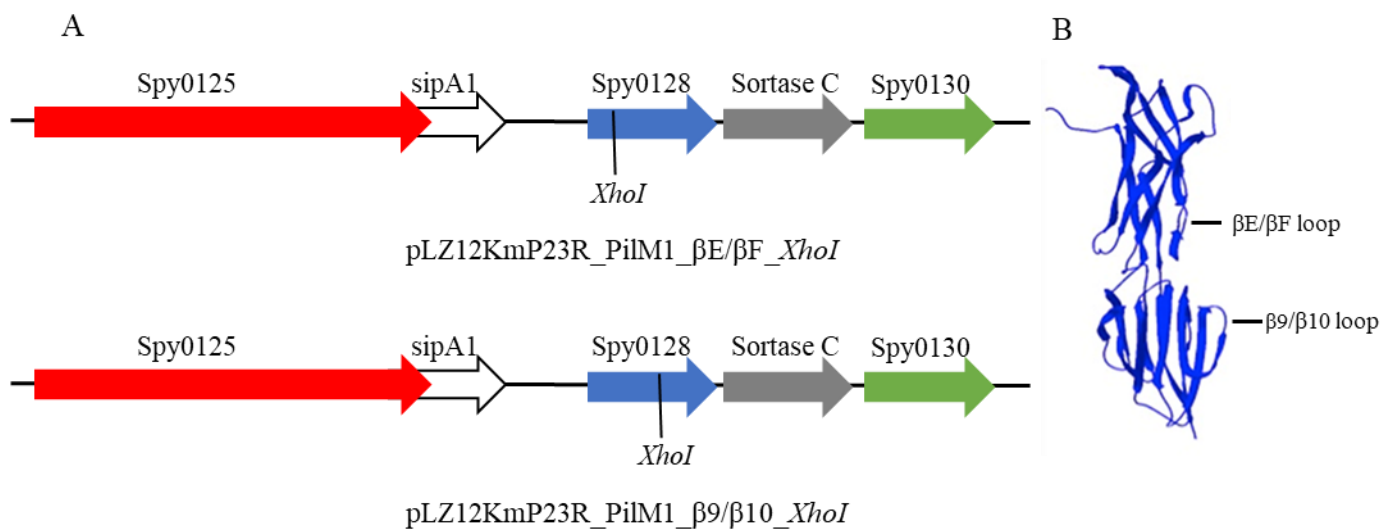 A
B
Spy0125
sipA1
Spy0128
Sortase C
Spy0130
XhoI
pLZ12KmP23R_PilM1_βE/βF_XhoI
Spy0125
sipA1
Spy0128
Sortase C
Spy0130
XhoI
pLZ12KmP23R_PilM1_β9/β10_XhoI
βE/βF loop
β9/β10 loop